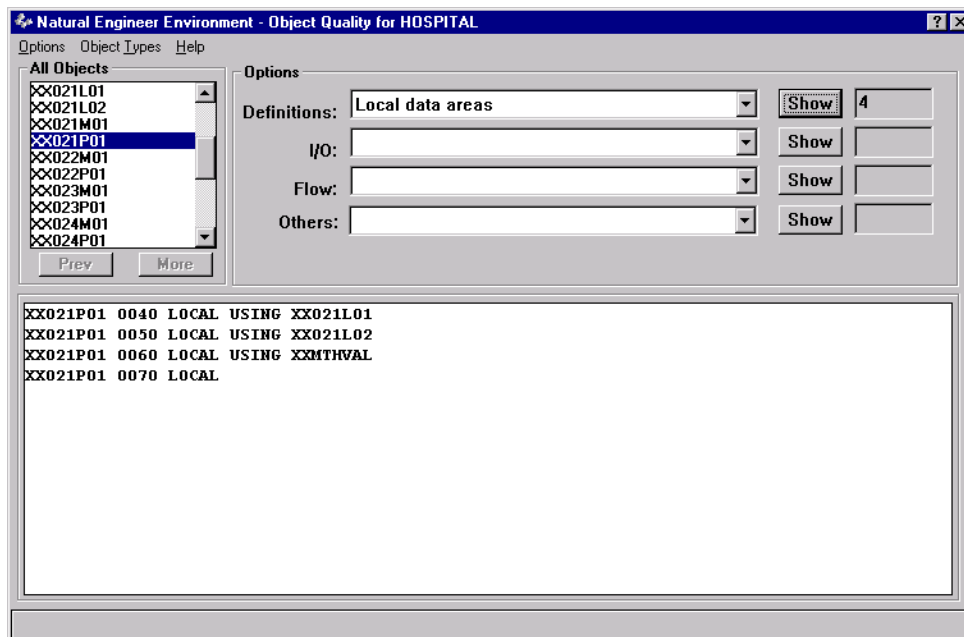 Natural Engineer Environment - Object Quality for HOSPITAL
Options Object Types Help
All Objects
XX021L01
XX021L02
XX021M01
XX021P01
XX022M01
XX022P01
XX023M01
XX023P01
XX024M01
XX024P01
Prev More
Options
Definitions: Local data areas Show 4
I/O: Show
Flow: Show
Others: Show
XX021P01 0040 LOCAL USING XX021L01
XX021P01 0050 LOCAL USING XX021L02
XX021P01 0060 LOCAL USING XXMTHVAL
XX021P01 0070 LOCAL